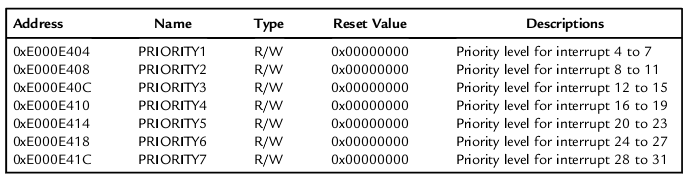 Address Name Type Reset Value Descriptions
0xE000E404 PRIORITY1 R/W 0x00000000 Priority level for interrupt 4 to 7
0xE000E408 PRIORITY2 R/W 0x00000000 Priority level for interrupt 8 to 11
0xE000E40C PRIORITY3 R/W 0x00000000 Priority level for interrupt 12 to 15
0xE000E410 PRIORITY4 R/W 0x00000000 Priority level for interrupt 16 to 19
0xE000E414 PRIORITY5 R/W 0x00000000 Priority level for interrupt 20 to 23
0xE000E418 PRIORITY6 R/W 0x00000000 Priority level for interrupt 24 to 27
0xE000E41C PRIORITY7 R/W 0x00000000 Priority level for interrupt 28 to 31